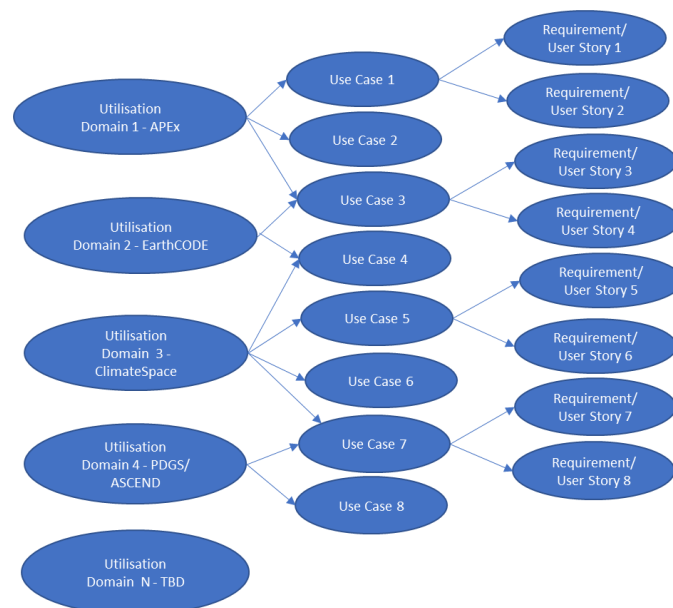 Utilisation
Domain 1 - APEx
Utilisation
Domain 2 - EarthCODE
Utilisation
Domain 3 -
ClimateSpace
Utilisation
Domain 4 - PDGS/
ASCEND
Utilisation
Domain N - TBD
Use Case 1
Use Case 2
Use Case 3
Use Case 4
Use Case 5
Use Case 6
Use Case 7
Use Case 8
Requirement/
User Story 1
Requirement/
User Story 2
Requirement/
User Story 3
Requirement/
User Story 4
Requirement/
User Story 5
Requirement/
User Story 6
Requirement/
User Story 7
Requirement/
User Story 8